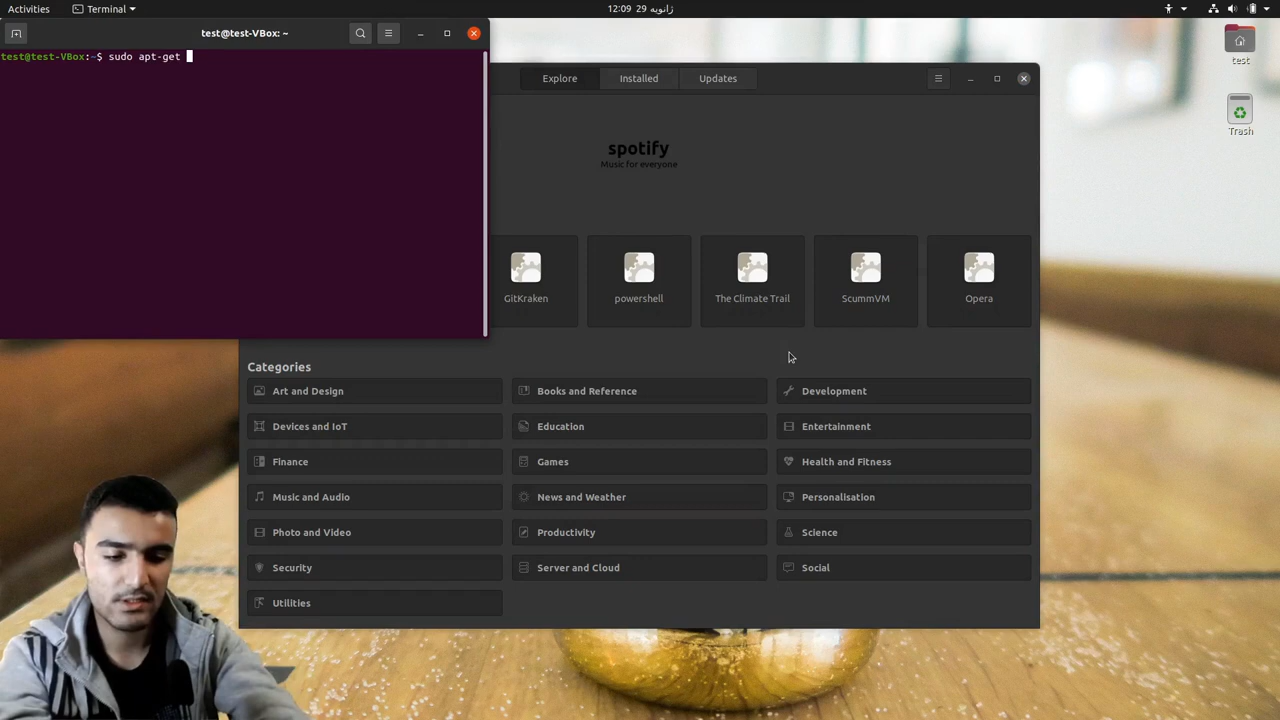 Activities
Terminal
12:09 29 ژانویه
test@test-VBox: ~
test@test-VBox:~$ sudo apt-get
Explore
Installed
Updates
test
Trash
spotify
Music for everyone
GitKraken
powershell
The Climate Trail
ScummVM
Opera
Categories
Art and Design
Books and Reference
Development
Devices and IoT
Education
Entertainment
Finance
Games
Health and Fitness
Music and Audio
News and Weather
Personalisation
Photo and Video
Productivity
Science
Security
Server and Cloud
Social
Utilities